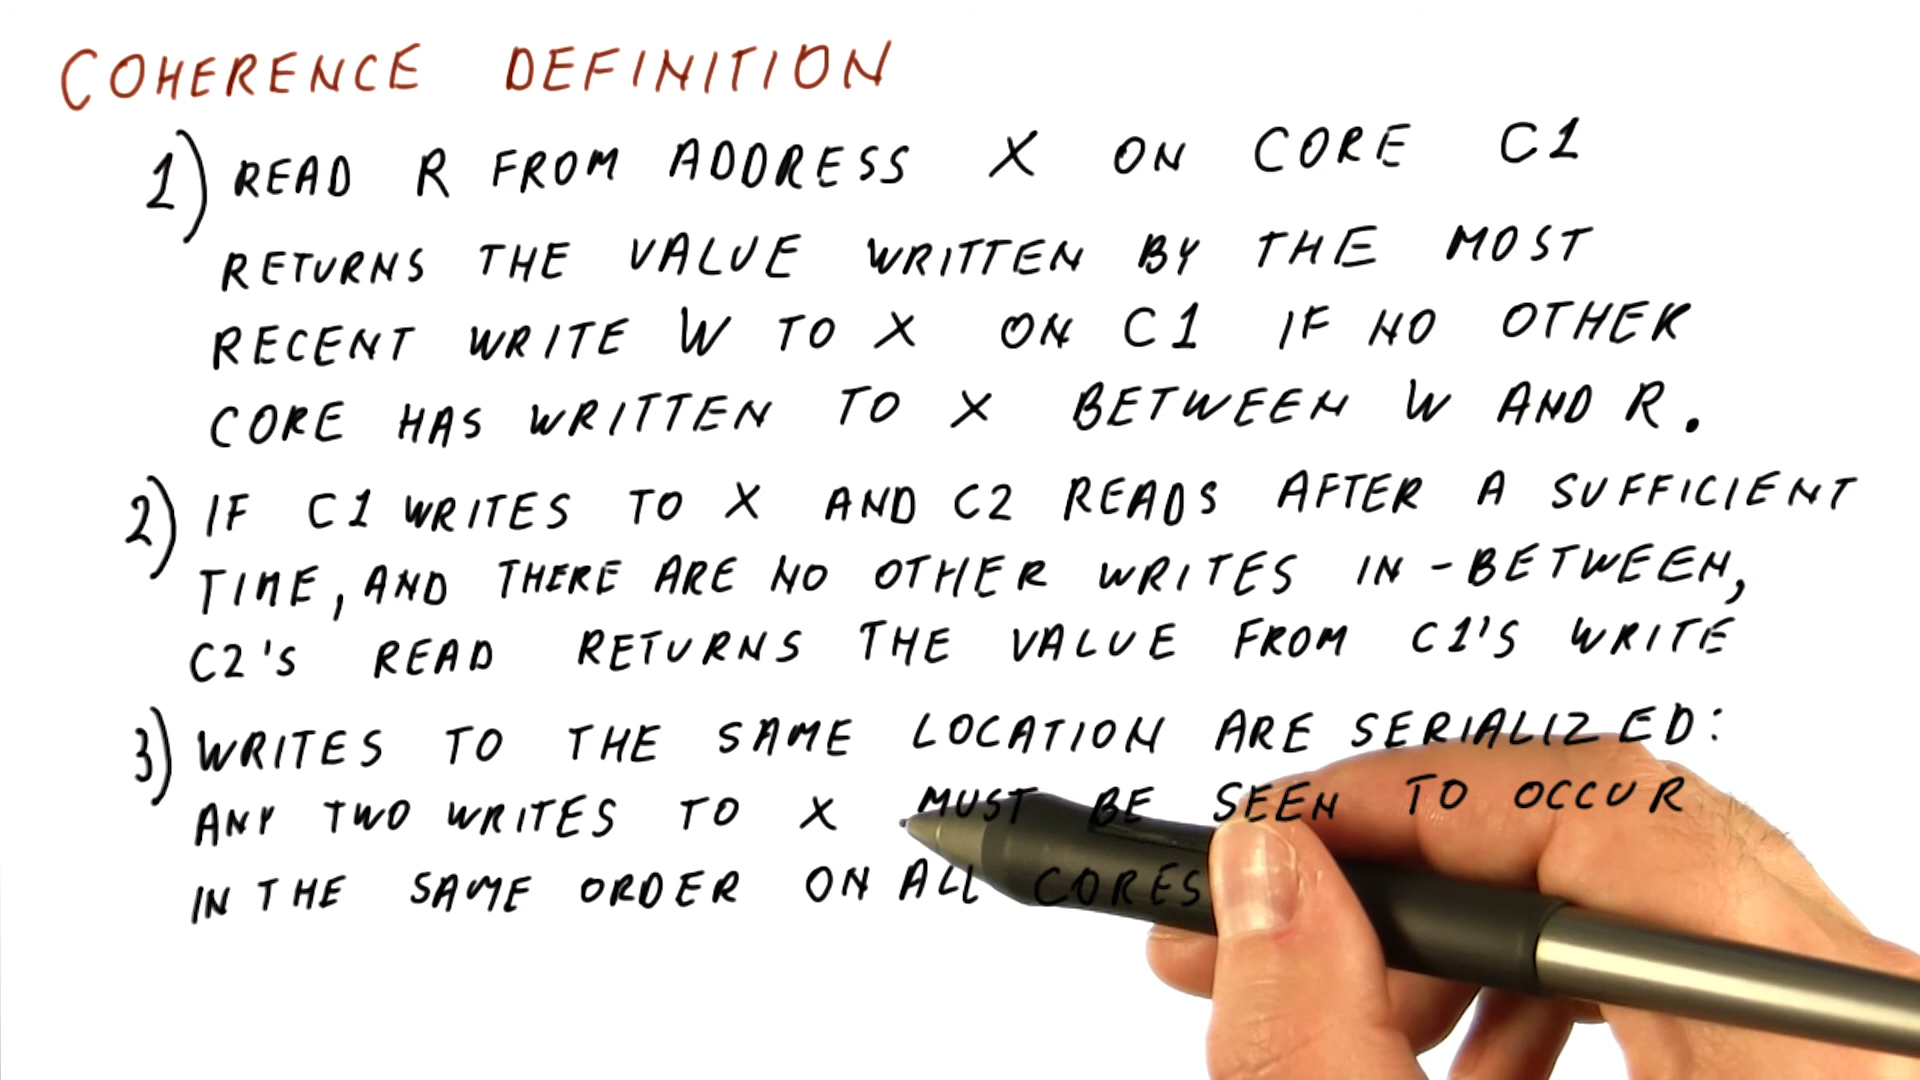 COHERENCE DEFINITION
1) READ R FROM ADDRESS X ON CORE C1
RETURNS THE VALUE WRITTEN BY THE MOST
RECENT WRITE W TO X ON C1 IF NO OTHER
CORE HAS WRITTEN TO X BETWEEN W AND R.
2) IF C1 WRITES TO X AND C2 READS AFTER A SUFFICIENT
TIME, AND THERE ARE NO OTHER WRITES IN-BETWEEN,
C2'S READ RETURNS THE VALUE FROM C1'S WRITE
3) WRITES TO THE SAME LOCATION ARE SERIALIZED:
ANY TWO WRITES TO X MUST BE SEEN TO OCCUR
IN THE SAME ORDER ON ALL CORES